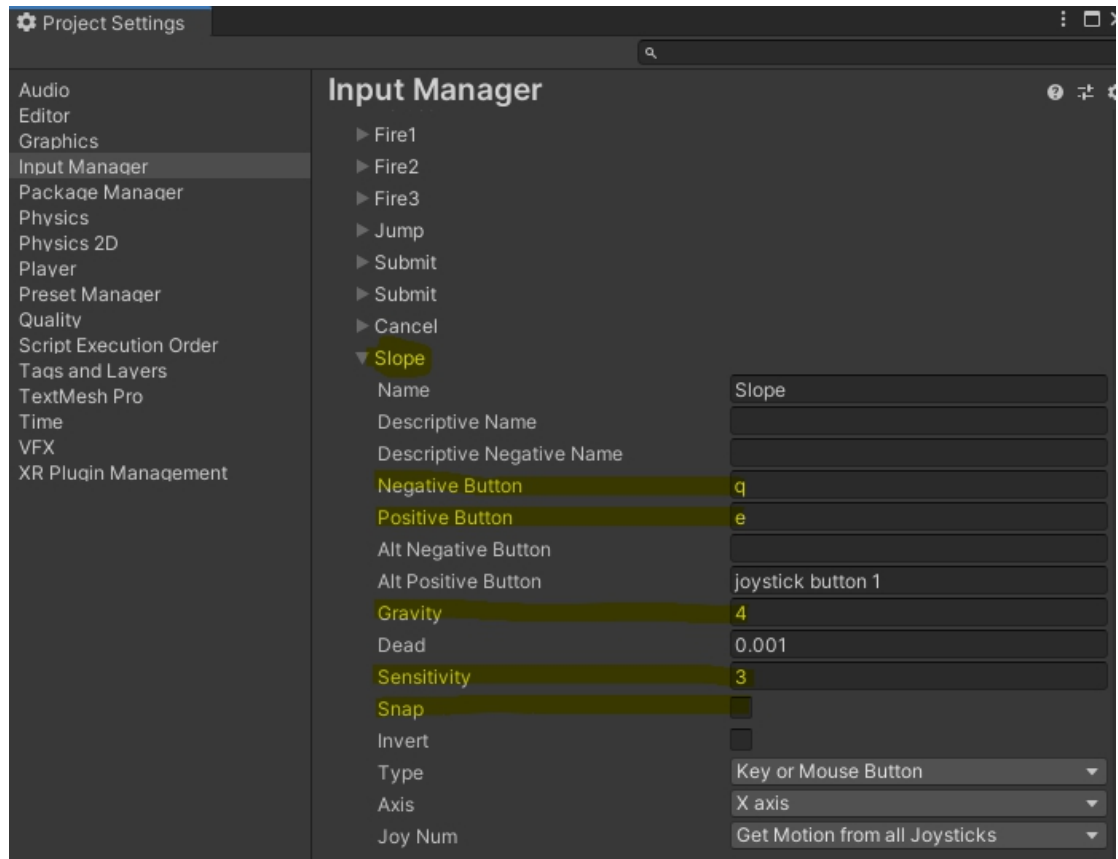 Project Settings
Audio
Editor
Graphics
Input Manager
Package Manager
Physics
Physics 2D
Player
Preset Manager
Quality
Script Execution Order
Tags and Layers
TextMesh Pro
Time
VFX
XR Plugin Management
Input Manager
Fire1
Fire2
Fire3
Jump
Submit
Submit
Cancel
Slope
Name Slope
Descriptive Name
Descriptive Negative Name
Negative Button q
Positive Button e
Alt Negative Button
Alt Positive Button joystick button 1
Gravity 4
Dead 0.001
Sensitivity 3
Snap
Invert
Type Key or Mouse Button
Axis X axis
Joy Num Get Motion from all Joysticks